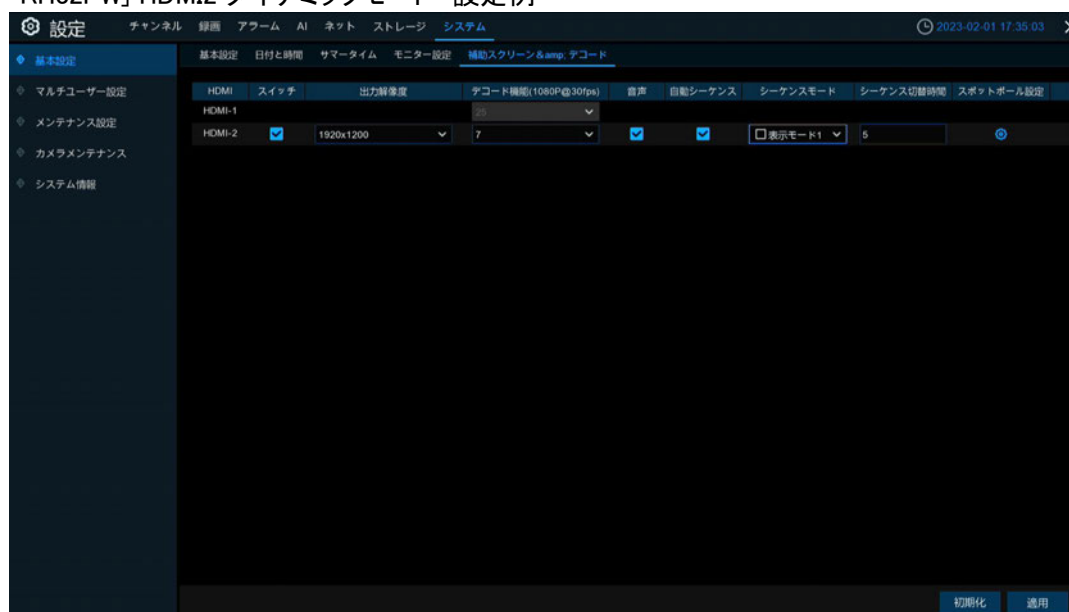 HDMI.2 ダイナミックモード 設定例
設定 チャンネル 録画 アラーム AI ネット ストレージ システム 2023-02-01 17:35:03
基本設定 基本設定 日付と時間 サマータイム モニター設定 補助スクリーン&amp; デコード
マルチユーザー設定
メンテナンス設定
カメラメンテナンス
システム情報
HDMI スイッチ 出力解像度 デコード機能(1080P@30fps) 音声 自動シーケンス シーケンスモード シーケンス切替時間 スポットポール設定
HDMI-1 25
HDMI-2 1920x1200 7 表示モード1 5
初期化 適用